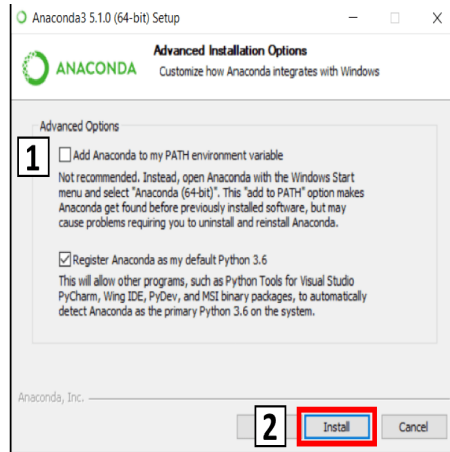 Anaconda3 5.1.0 (64-bit) Setup
Advanced Installation Options
ANACONDA
Customize how Anaconda integrates with Windows
Advanced Options
1
Add Anaconda to my PATH environment variable
Not recommended. Instead, open Anaconda with the Windows Start
menu and select "Anaconda (64-bit)". This "add to PATH" option makes
Anaconda get found before previously installed software, but may
cause problems requiring you to uninstall and reinstall Anaconda.
Register Anaconda as my default Python 3.6
This will allow other programs, such as Python Tools for Visual Studio
PyCharm, Wing IDE, PyDev, and MSI binary packages, to automatically
detect Anaconda as the primary Python 3.6 on the system.
Anaconda, Inc.
2
Install
Cancel